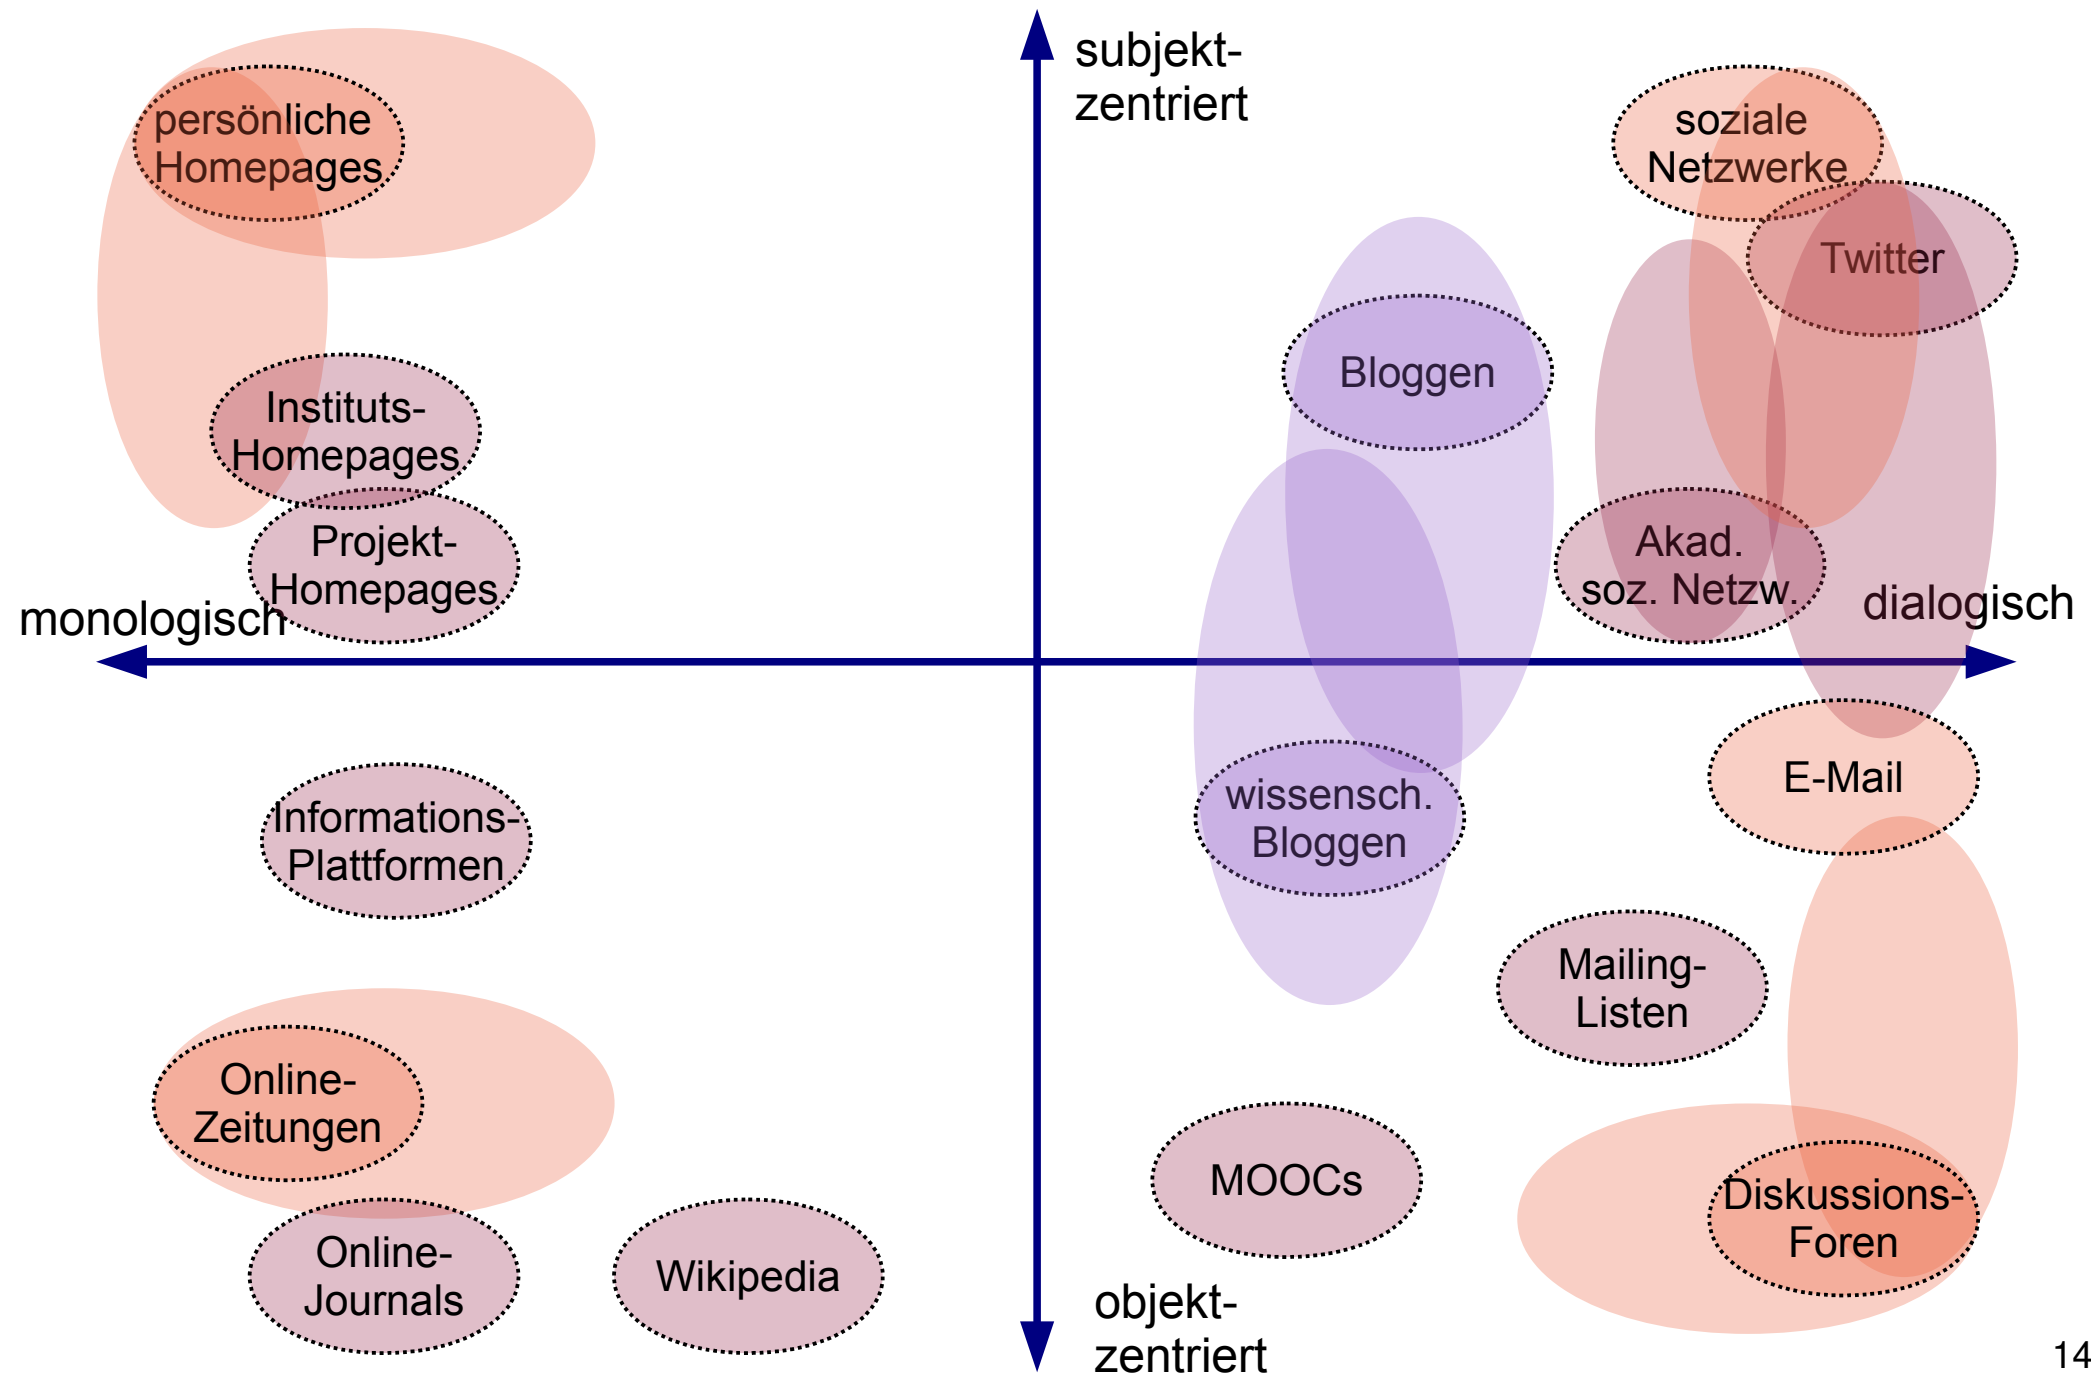 subjekt-
zentriert
persönliche
Homepages
soziale
Netzwerke
Twitter
Bloggen
Instituts-
Homepages
Projekt-
Homepages
Akad.
soz. Netzw.
monologisch
dialogisch
E-Mail
Informations-
Plattformen
wissensch.
Bloggen
Mailing-
Listen
Online-
Zeitungen
MOOCs
Diskussions-
Foren
Online-
Journals
Wikipedia
objekt-
zentriert
14